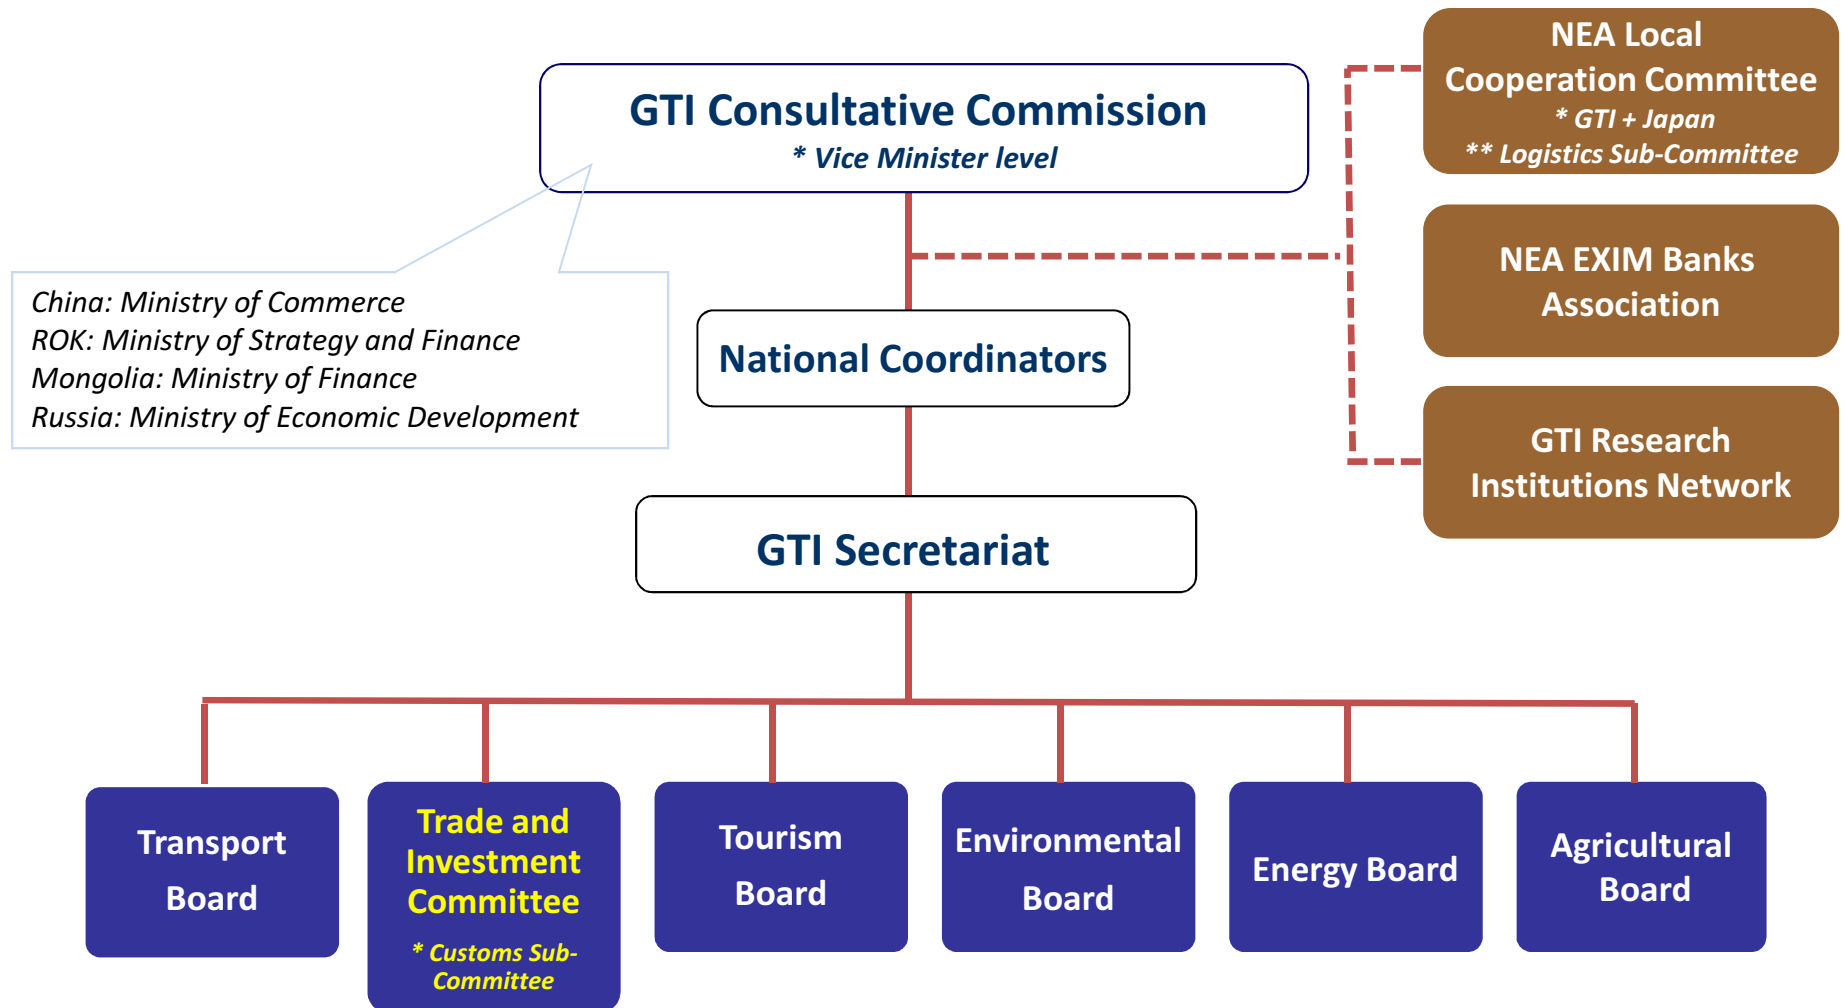 GTI Consultative Commission
* Vice Minister level
NEA Local
Cooperation Committee
* GTI + Japan
** Logistics Sub-Committee
NEA EXIM Banks
Association
GTI Research
Institutions Network
China: Ministry of Commerce
ROK: Ministry of Strategy and Finance
Mongolia: Ministry of Finance
Russia: Ministry of Economic Development
National Coordinators
GTI Secretariat
Transport
Board
Trade and
Investment
Committee
* Customs Sub-
Committee
Tourism
Board
Environmental
Board
Energy Board
Agricultural
Board